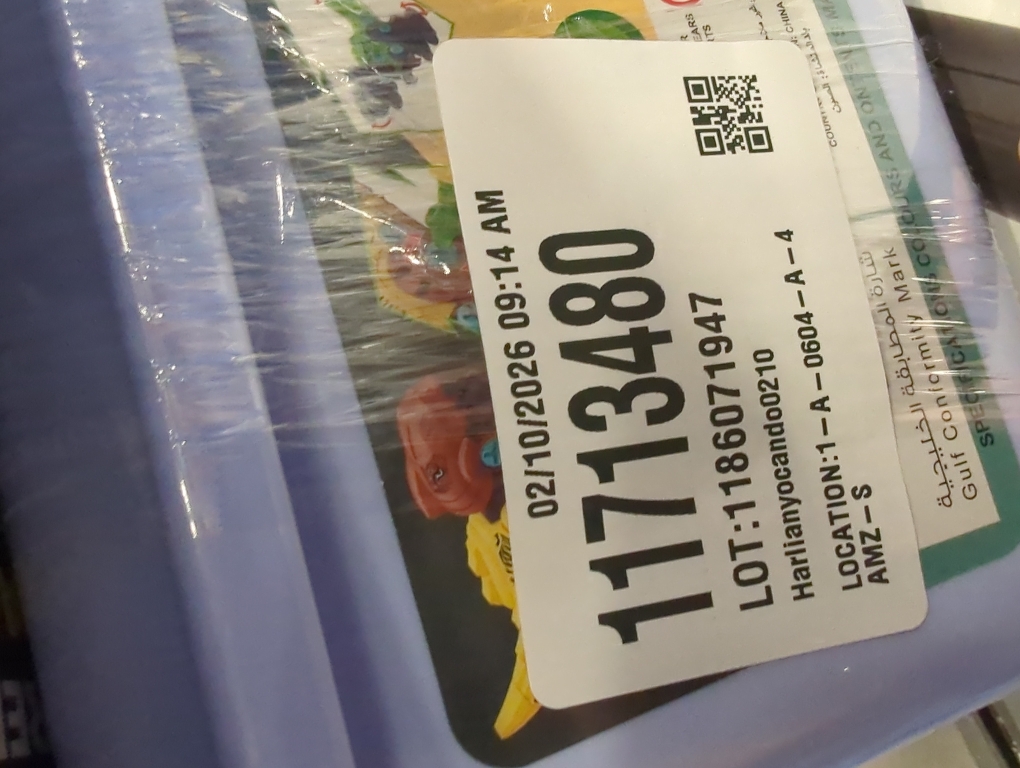 02/10/2026 09:14 AM
11713480
LOT:1186071947
Harlianyocando0210
LOCATION:1-A-0604-A-4
AMZ-S
شارة المطابقة الخليجية
Gulf Conformity Mark